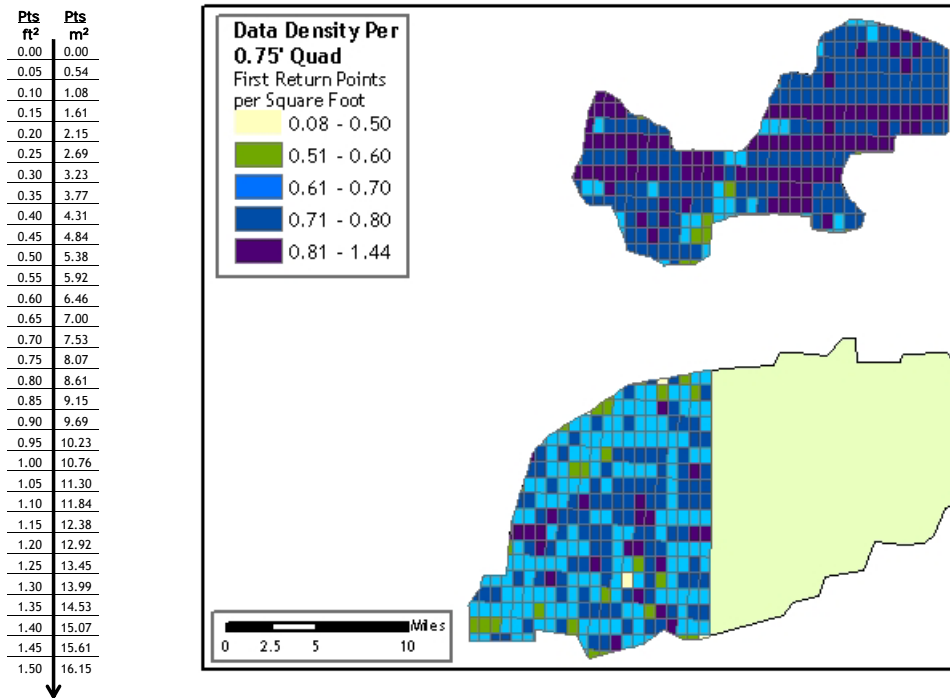 Pts Pts
ft² m²
0.00 0.00
0.05 0.54
0.10 1.08
0.15 1.61
0.20 2.15
0.25 2.69
0.30 3.23
0.35 3.77
0.40 4.31
0.45 4.84
0.50 5.38
0.55 5.92
0.60 6.46
0.65 7.00
0.70 7.53
0.75 8.07
0.80 8.61
0.85 9.15
0.90 9.69
0.95 10.23
1.00 10.76
1.05 11.30
1.10 11.84
1.15 12.38
1.20 12.92
1.25 13.45
1.30 13.99
1.35 14.53
1.40 15.07
1.45 15.61
1.50 16.15
Data Density Per
0.75' Quad
First Return Points
per Square Foot
0.08 - 0.50
0.51 - 0.60
0.61 - 0.70
0.71 - 0.80
0.81 - 1.44
Miles
0 2.5 5 10